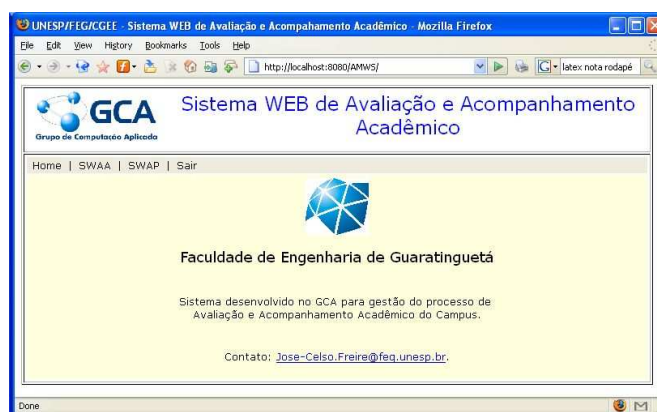 UNESP/FEG/CGEE - Sistema WEB de Avaliação e Acompahamento Acadêmico - Mozilla Firefox
File Edit View History Bookmarks Tools Help
http://localhost:8080/AMWS/
latex nota rodapé
GCA
Grupo de Computação Aplicada
Sistema WEB de Avaliação e Acompanhamento
Acadêmico
Home | SWAA | SWAP | Sair
Faculdade de Engenharia de Guaratinguetá
Sistema desenvolvido no GCA para gestão do processo de
Avaliação e Acompanhamento Acadêmico do Campus.
Contato: Jose-Celso.Freire@feg.unesp.br.
Done